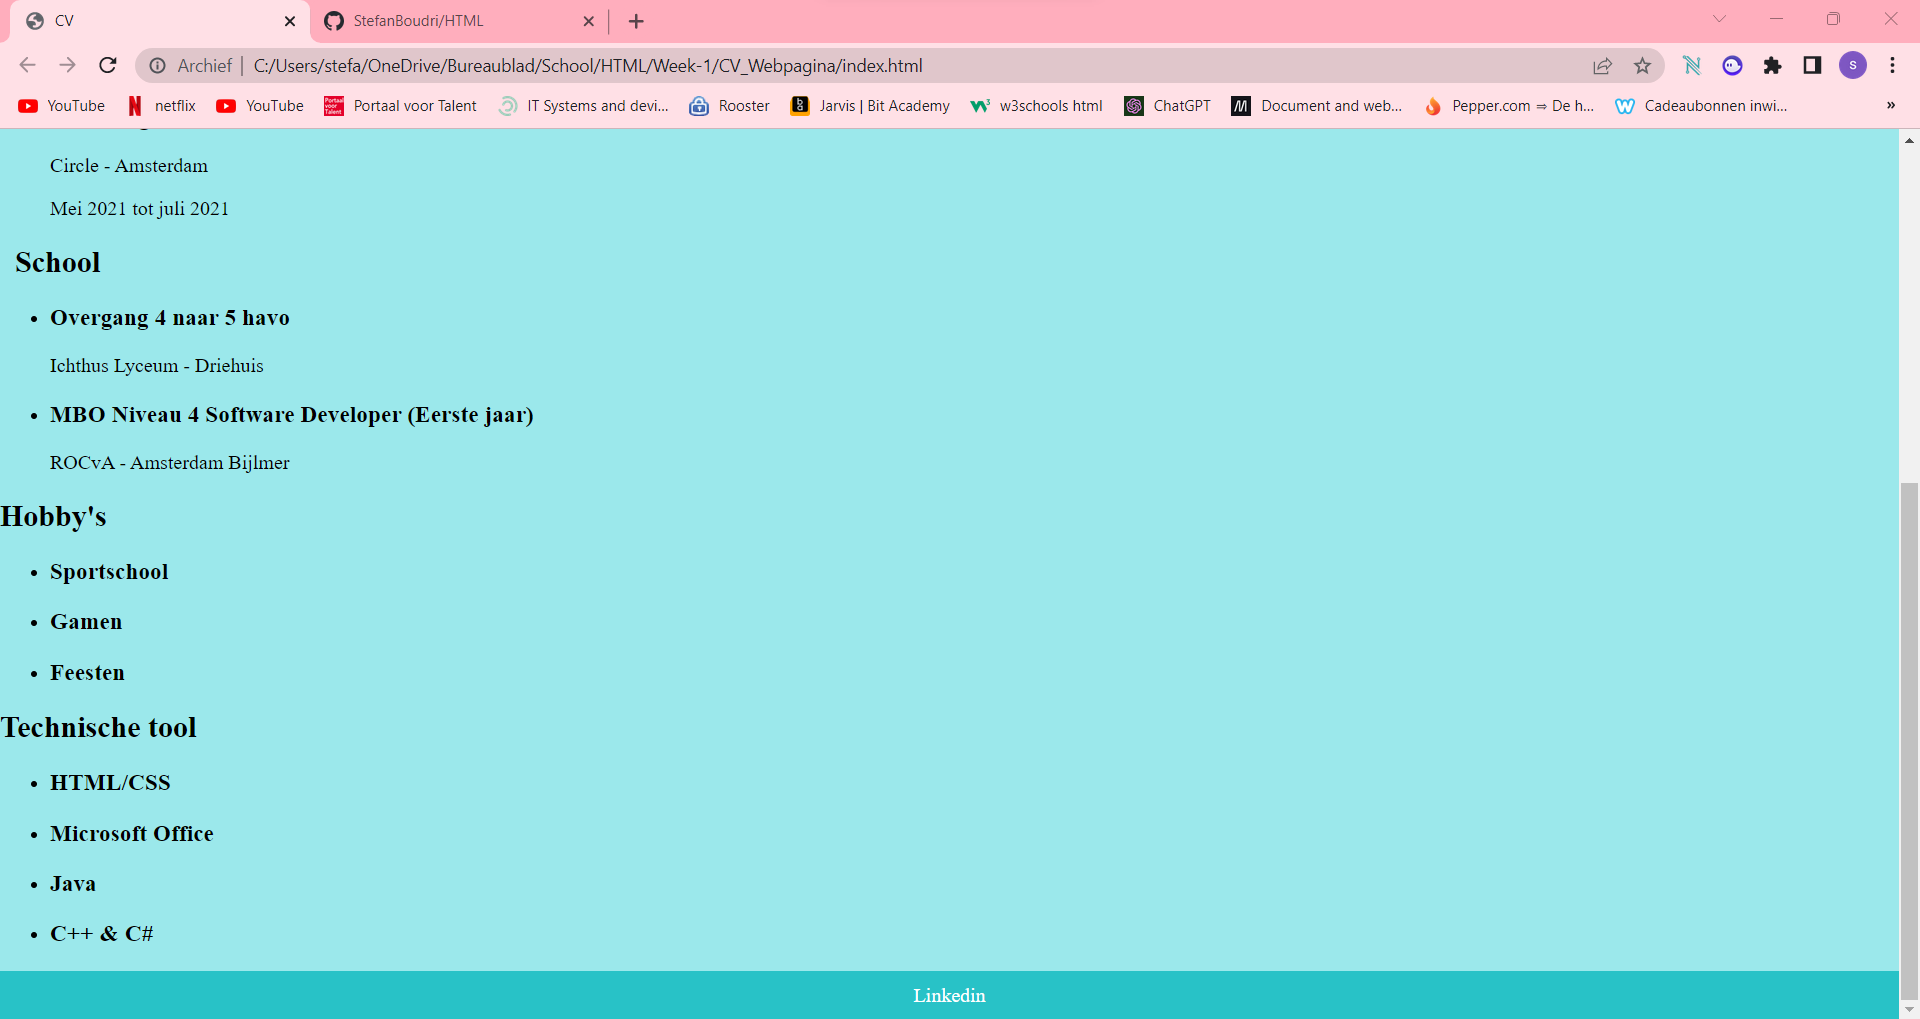 CV
StefanBoudri/HTML
Archief | C:/Users/stefa/OneDrive/Bureaublad/School/HTML/Week-1/CV_Webpagina/index.html
S
YouTube netflix YouTube Portaal voor Talent IT Systems and devi... Rooster Jarvis | Bit Academy w3schools html ChatGPT Document and web... Pepper.com ⇒ De h... Cadeaubonnen inwi... »
Circle - Amsterdam
Mei 2021 tot juli 2021
School
• Overgang 4 naar 5 havo
Ichthus Lyceum - Driehuis
• MBO Niveau 4 Software Developer (Eerste jaar)
ROCvA - Amsterdam Bijlmer
Hobby's
• Sportschool
• Gamen
• Feesten
Technische tool
• HTML/CSS
• Microsoft Office
• Java
• C++ & C#
Linkedin